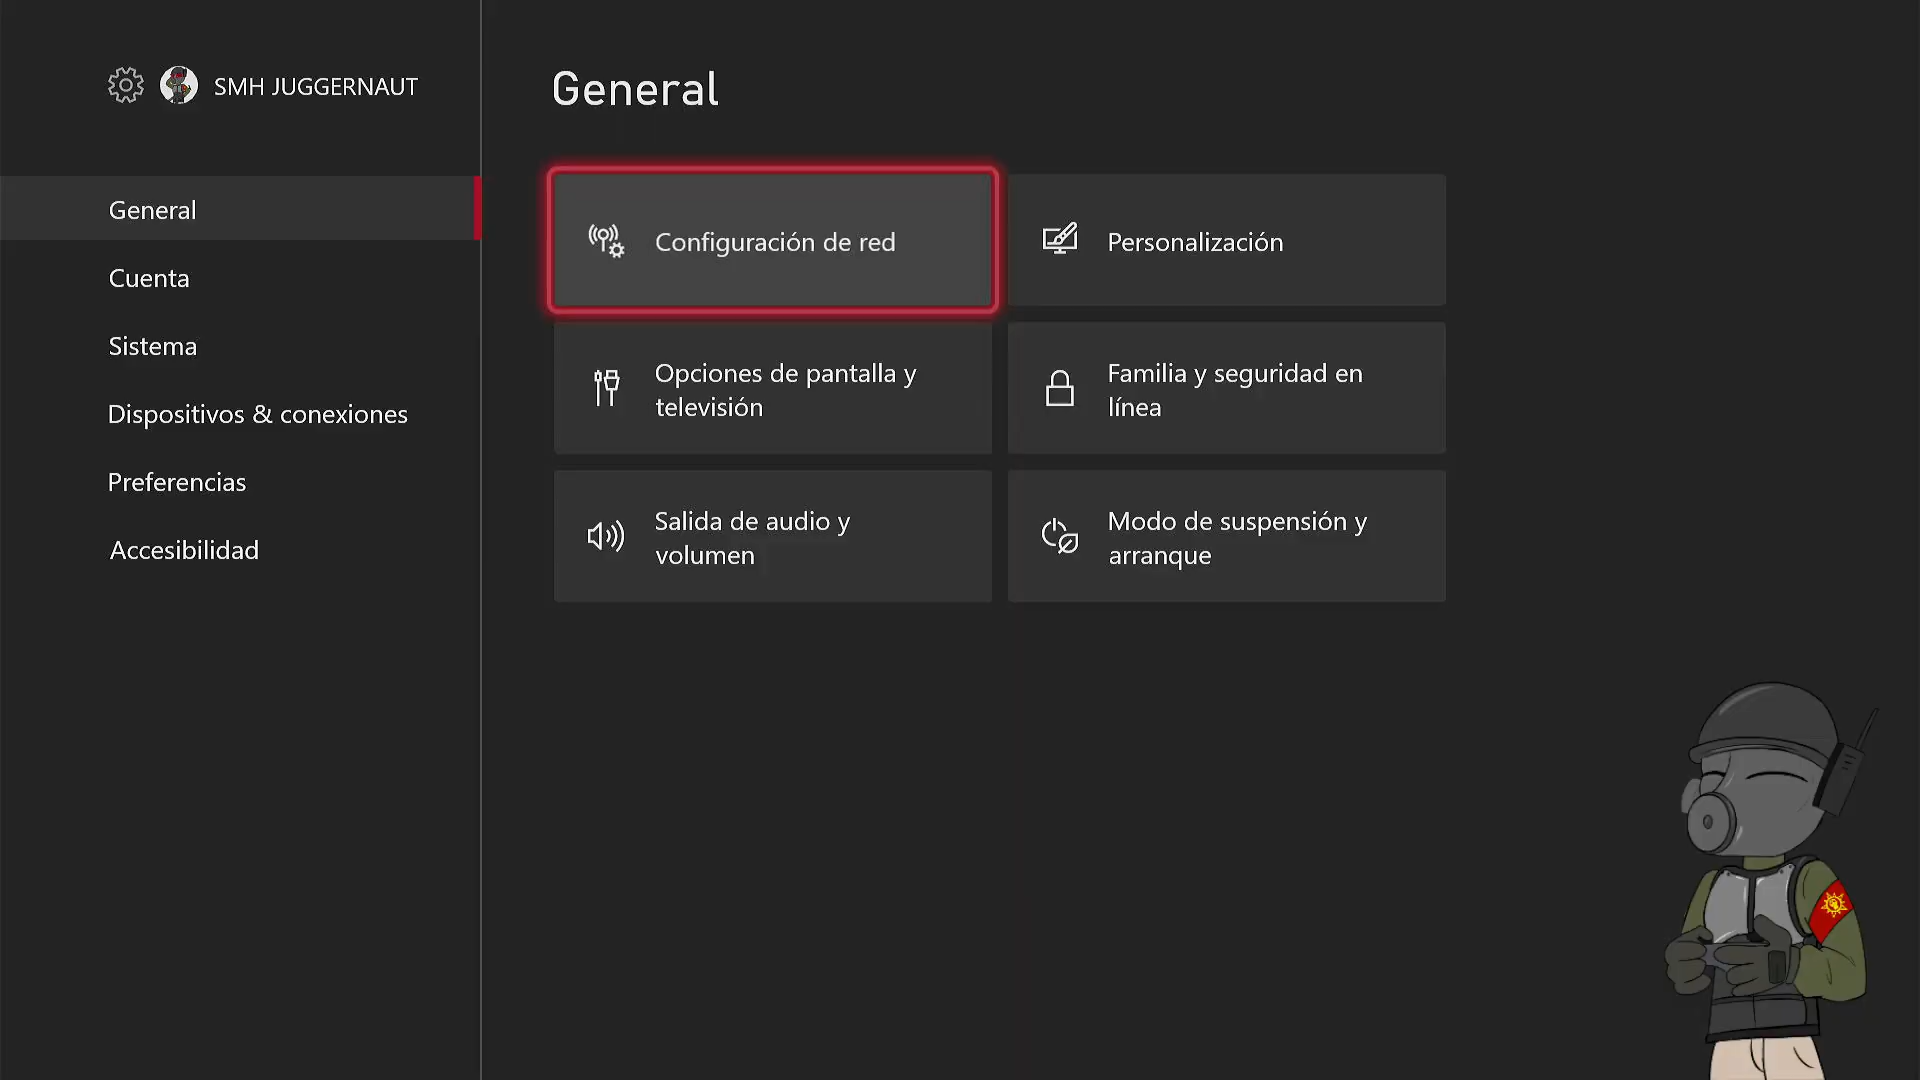 SMH JUGGERNAUT
General
Cuenta
Sistema
Dispositivos & conexiones
Preferencias
Accesibilidad
General
Configuración de red
Personalización
Opciones de pantalla y
televisión
Familia y seguridad en
línea
Salida de audio y
volumen
Modo de suspensión y
arranque